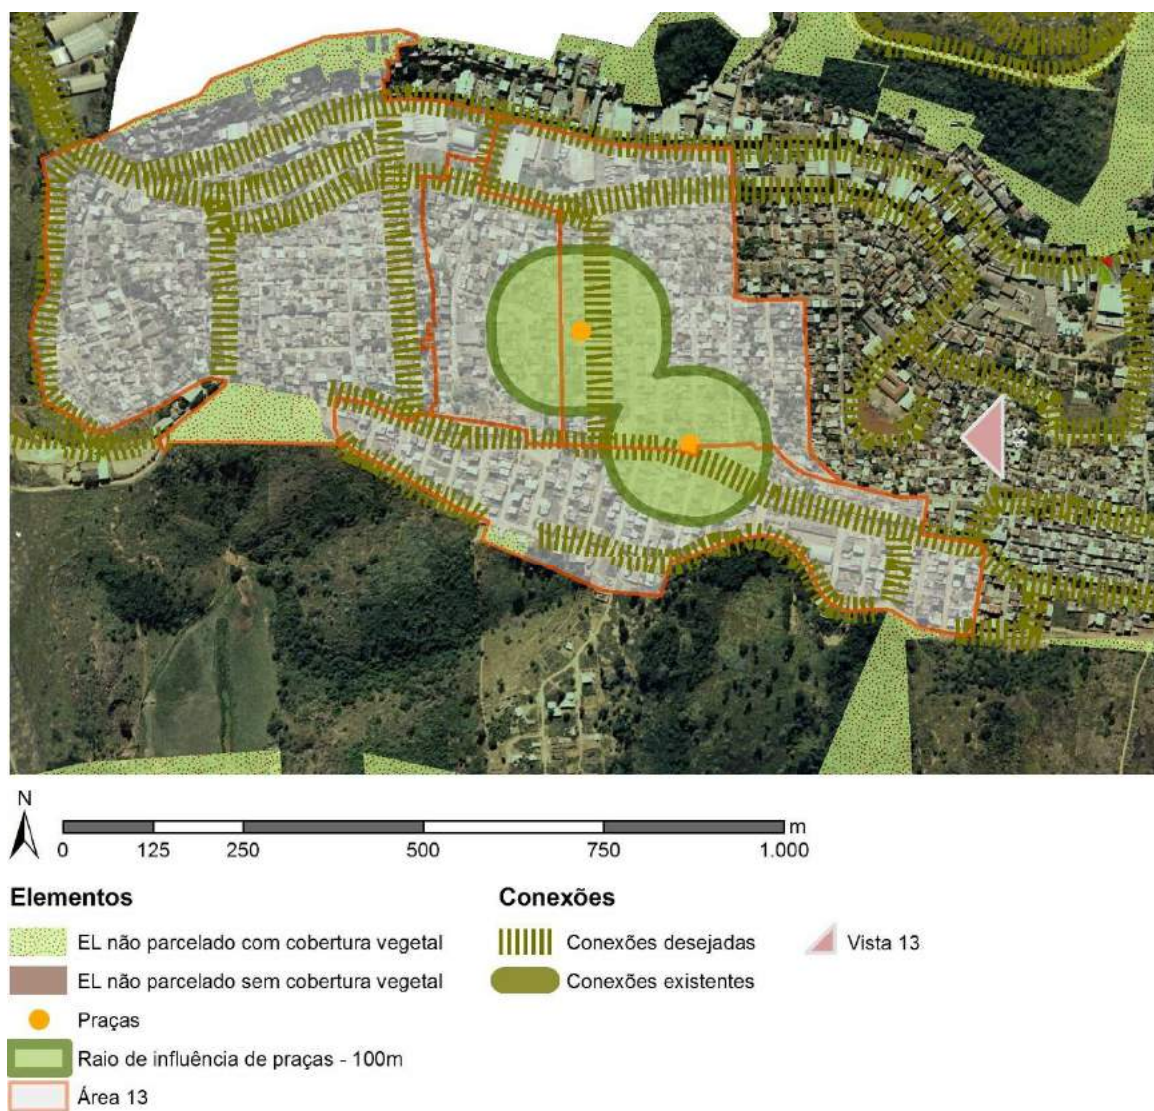 N
m
0 125 250 500 750 1.000
Elementos
EL não parcelado com cobertura vegetal
EL não parcelado sem cobertura vegetal
Praças
Raio de influência de praças - 100m
Área 13
Conexões
Conexões desejadas
Conexões existentes
Vista 13